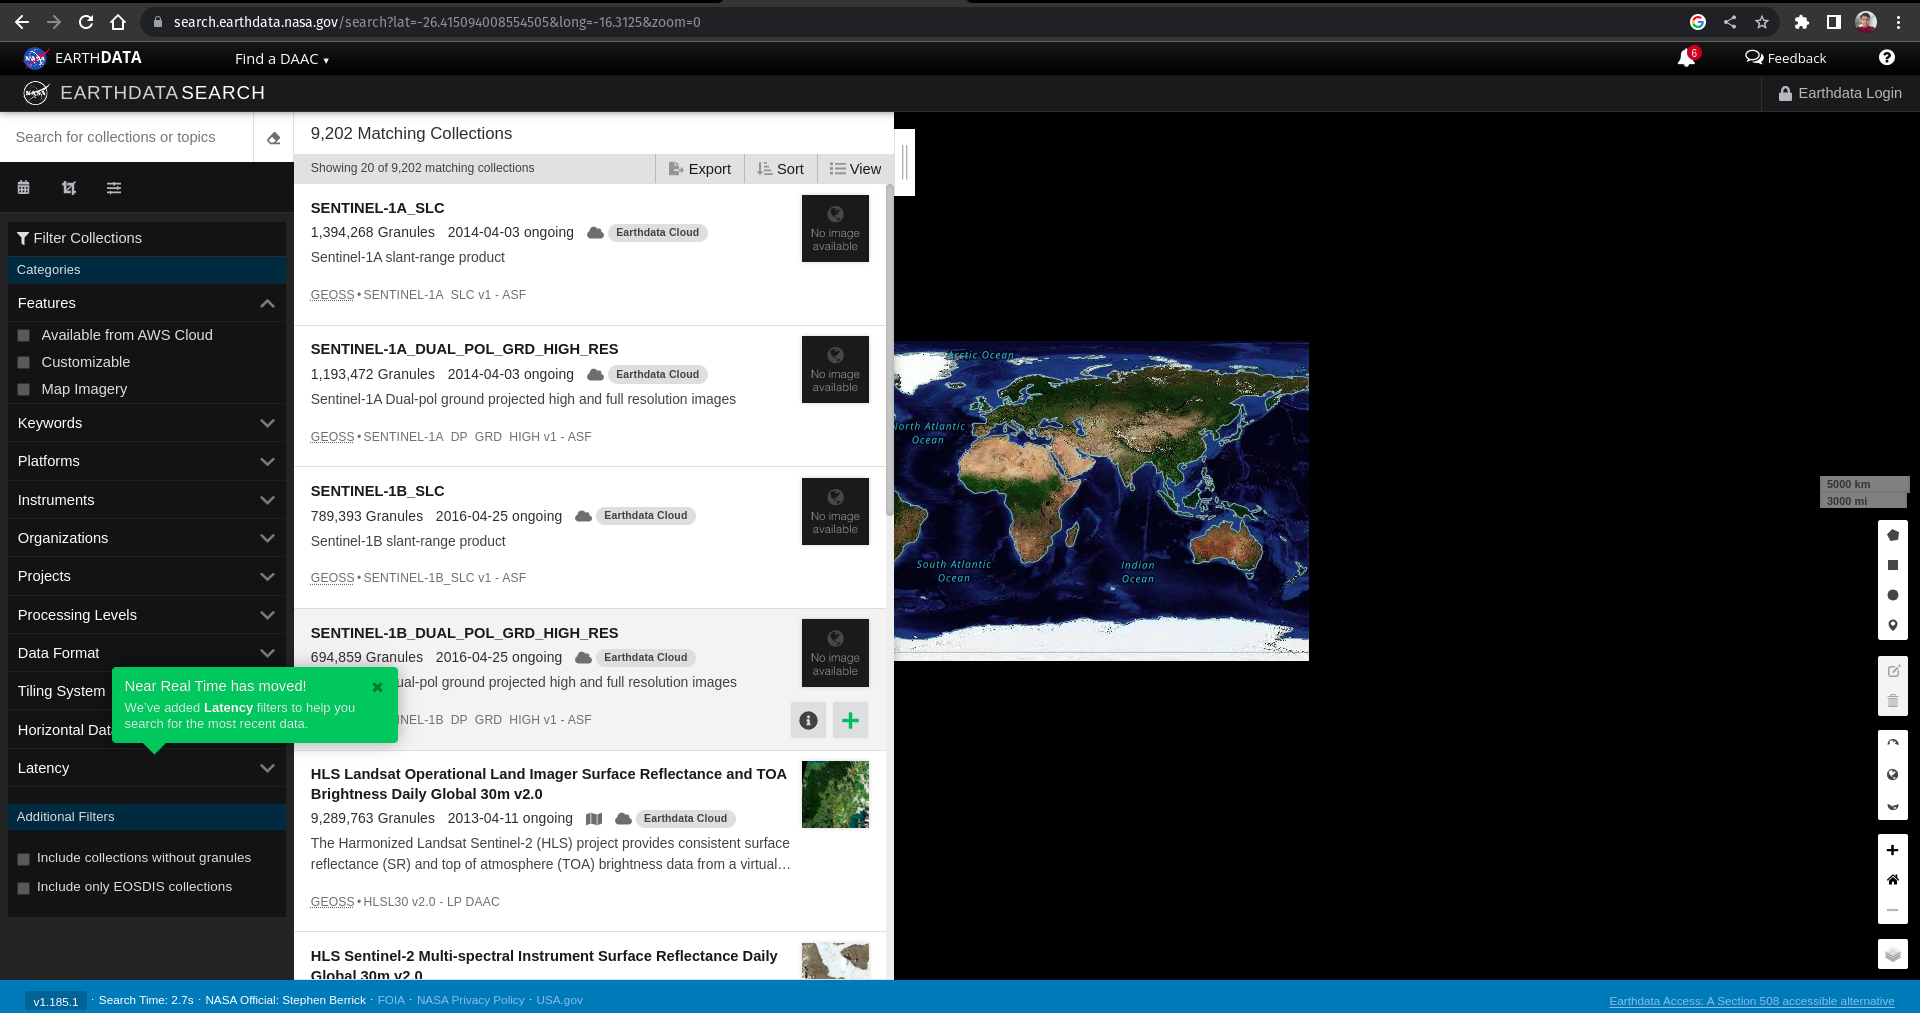 search.earthdata.nasa.gov/search?lat=-26.415094008554505&long=-16.3125&zoom=0
NASA EARTHDATA
Find a DAAC ▾
6
Feedback
NASA EARTHDATA SEARCH
Earthdata Login
Search for collections or topics
Filter Collections
Categories
Features
Available from AWS Cloud
Customizable
Map Imagery
Keywords
Platforms
Instruments
Organizations
Projects
Processing Levels
Data Format
Tiling System
Horizontal Dat
Latency
Near Real Time has moved!
We've added Latency filters to help you
search for the most recent data.
Additional Filters
Include collections without granules
Include only EOSDIS collections
9,202 Matching Collections
Showing 20 of 9,202 matching collections
Export
Sort
View
SENTINEL-1A_SLC
1,394,268 Granules 2014-04-03 ongoing Earthdata Cloud
Sentinel-1A slant-range product
GEOSS • SENTINEL-1A_SLC v1 - ASF
No image
available
SENTINEL-1A_DUAL_POL_GRD_HIGH_RES
1,193,472 Granules 2014-04-03 ongoing Earthdata Cloud
Sentinel-1A Dual-pol ground projected high and full resolution images
GEOSS • SENTINEL-1A_DP_GRD_HIGH v1 - ASF
No image
available
SENTINEL-1B_SLC
789,393 Granules 2016-04-25 ongoing Earthdata Cloud
Sentinel-1B slant-range product
GEOSS • SENTINEL-1B_SLC v1 - ASF
No image
available
SENTINEL-1B_DUAL_POL_GRD_HIGH_RES
694,859 Granules 2016-04-25 ongoing Earthdata Cloud
ual-pol ground projected high and full resolution images
NEL-1B_DP_GRD_HIGH v1 - ASF
No image
available
HLS Landsat Operational Land Imager Surface Reflectance and TOA
Brightness Daily Global 30m v2.0
9,289,763 Granules 2013-04-11 ongoing Earthdata Cloud
The Harmonized Landsat Sentinel-2 (HLS) project provides consistent surface
reflectance (SR) and top of atmosphere (TOA) brightness data from a virtual…
GEOSS • HLSL30 v2.0 - LP DAAC
HLS Sentinel-2 Multi-spectral Instrument Surface Reflectance Daily
Global 30m v2.0
Arctic Ocean
North Atlantic
Ocean
South Atlantic
Ocean
Indian
Ocean
5000 km
3000 mi
v1.185.1 · Search Time: 2.7s · NASA Official: Stephen Berrick · FOIA · NASA Privacy Policy · USA.gov
Earthdata Access: A Section 508 accessible alternative